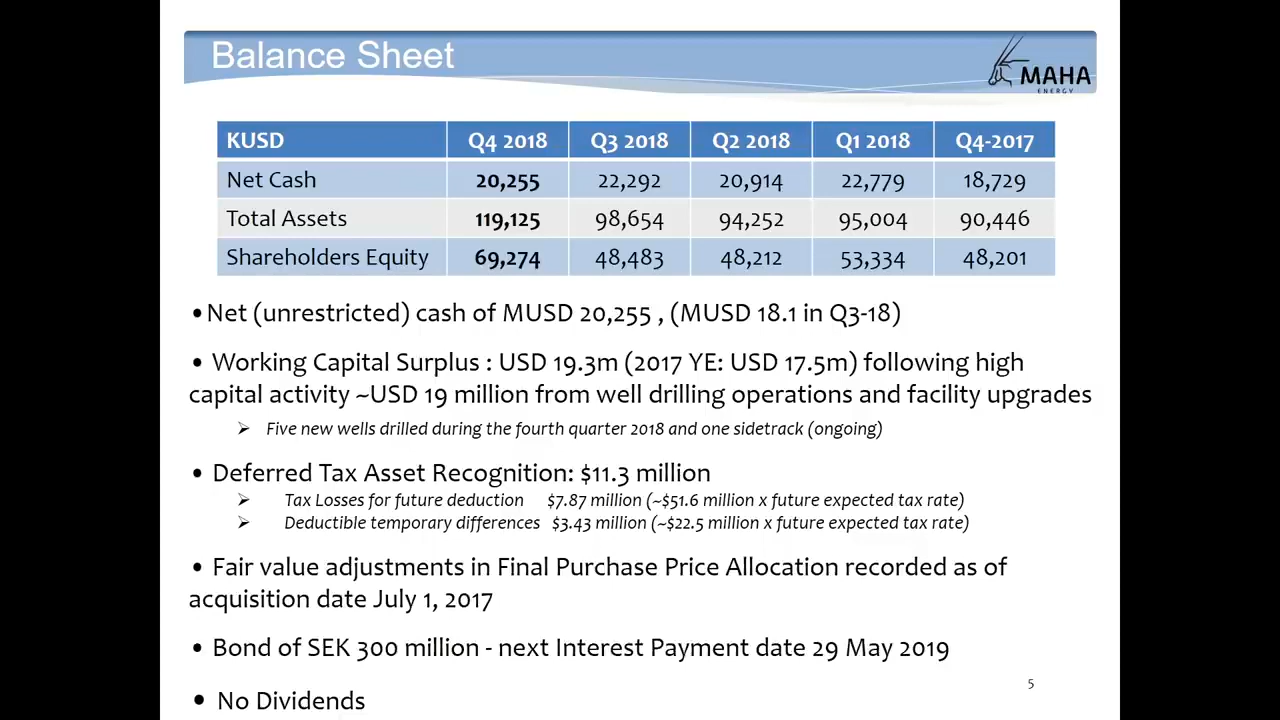 Balance Sheet
MAHA
ENERGY
KUSD Q4 2018 Q3 2018 Q2 2018 Q1 2018 Q4-2017
Net Cash 20,255 22,292 20,914 22,779 18,729
Total Assets 119,125 98,654 94,252 95,004 90,446
Shareholders Equity 69,274 48,483 48,212 53,334 48,201
•Net (unrestricted) cash of MUSD 20,255 , (MUSD 18.1 in Q3-18)
• Working Capital Surplus : USD 19.3m (2017 YE: USD 17.5m) following high
capital activity ~USD 19 million from well drilling operations and facility upgrades
➢ Five new wells drilled during the fourth quarter 2018 and one sidetrack (ongoing)
• Deferred Tax Asset Recognition: $11.3 million
➢ Tax Losses for future deduction $7.87 million (~$51.6 million x future expected tax rate)
➢ Deductible temporary differences $3.43 million (~$22.5 million x future expected tax rate)
• Fair value adjustments in Final Purchase Price Allocation recorded as of
acquisition date July 1, 2017
• Bond of SEK 300 million - next Interest Payment date 29 May 2019
5
• No Dividends